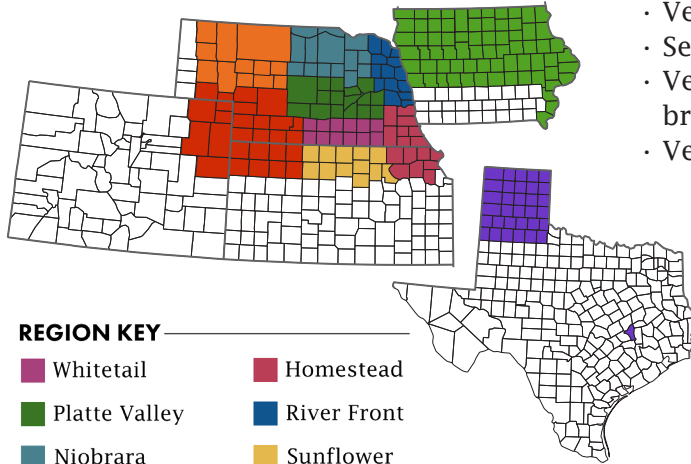 · Ve
· Se
· Ve
br
· Ve
REGION KEY
Whitetail
Homestead
Platte Valley
River Front
Niobrara
Sunflower